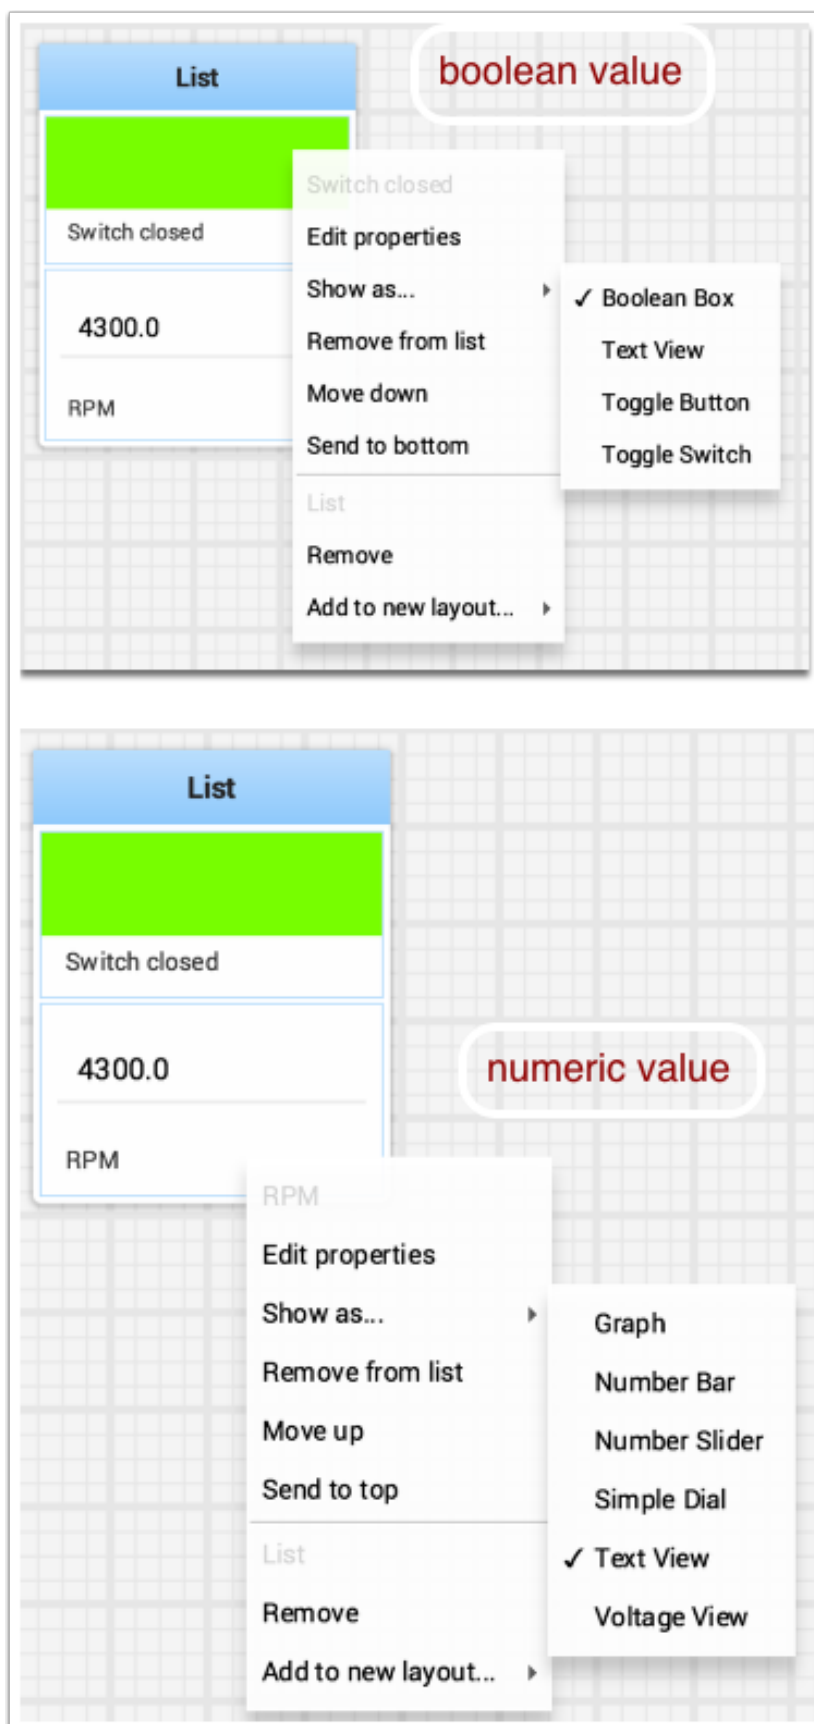 List
boolean value
Switch closed
4300.0
RPM
Switch closed
Edit properties
Show as...
Remove from list
Move down
Send to bottom
List
Remove
Add to new layout...
✓ Boolean Box
Text View
Toggle Button
Toggle Switch
List
Switch closed
4300.0
RPM
numeric value
RPM
Edit properties
Show as...
Remove from list
Move up
Send to top
List
Remove
Add to new layout...
Graph
Number Bar
Number Slider
Simple Dial
✓ Text View
Voltage View